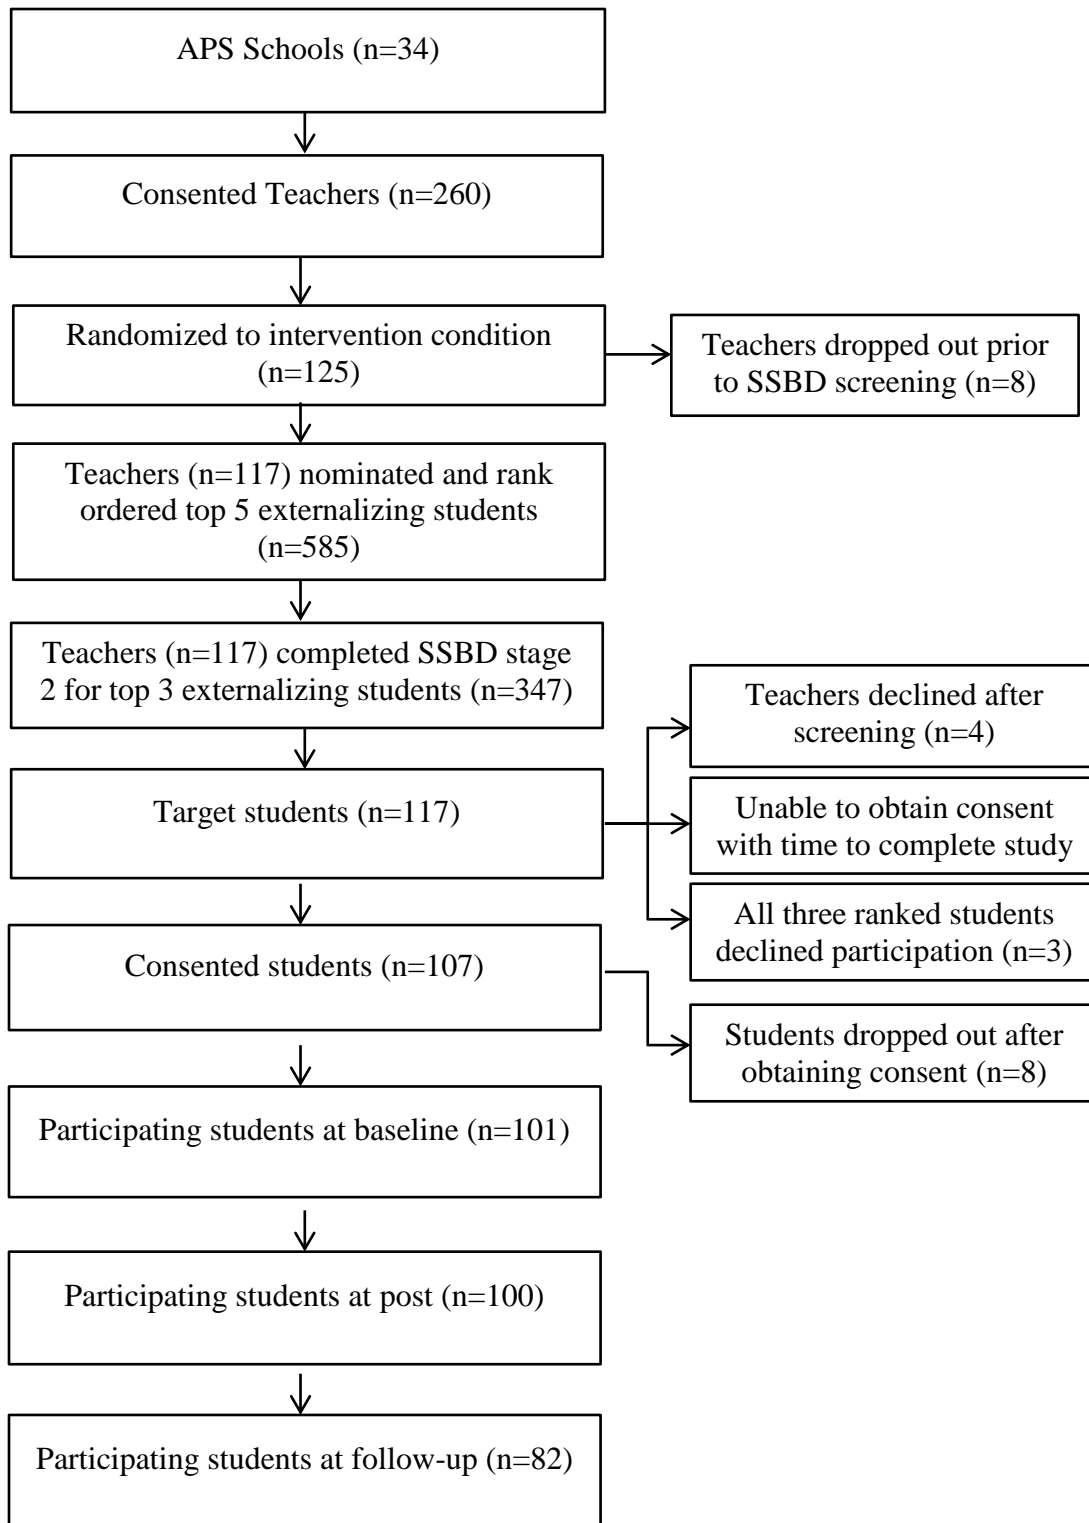 APS Schools (n=34)
Consented Teachers (n=260)
Randomized to intervention condition
(n=125)
Teachers dropped out prior
to SSBD screening (n=8)
Teachers (n=117) nominated and rank
ordered top 5 externalizing students
(n=585)
Teachers (n=117) completed SSBD stage
2 for top 3 externalizing students (n=347)
Teachers declined after
screening (n=4)
Target students (n=117)
Unable to obtain consent
with time to complete study
All three ranked students
declined participation (n=3)
Consented students (n=107)
Students dropped out after
obtaining consent (n=8)
Participating students at baseline (n=101)
Participating students at post (n=100)
Participating students at follow-up (n=82)